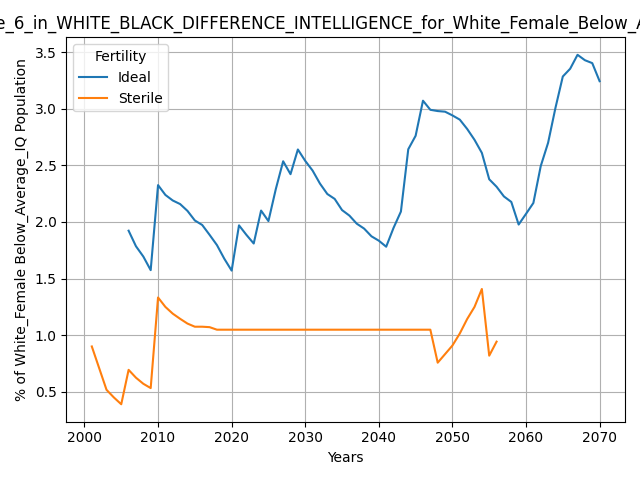 e_6_in_WHITE_BLACK_DIFFERENCE_INTELLIGENCE_for_White_Female_Below_A
Fertility
Ideal
Sterile
% of White_Female Below_Average_IQ Population
3.5
3.0
2.5
2.0
1.5
1.0
0.5
2000 2010 2020 2030 2040 2050 2060 2070
Years